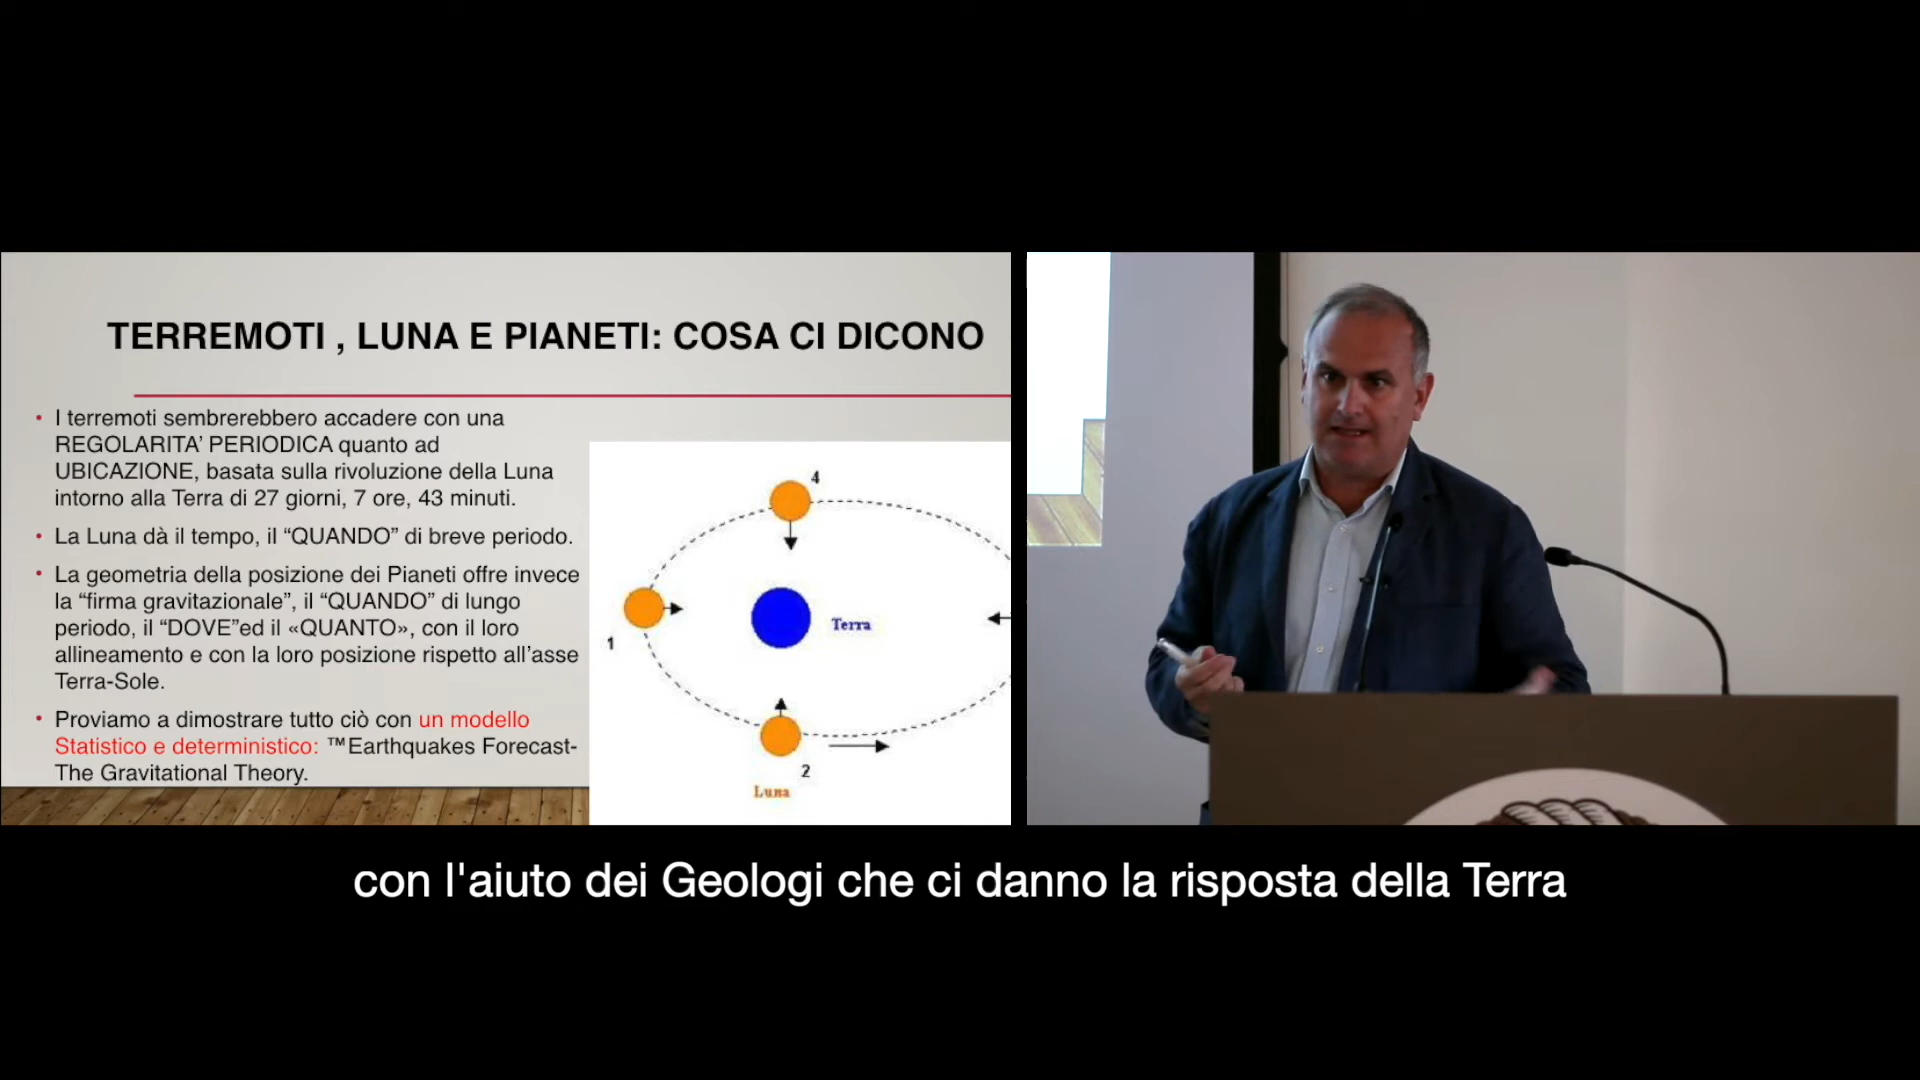 TERREMOTI , LUNA E PIANETI: COSA CI DICONO
• I terremoti sembrerebbero accadere con una
REGOLARITA’ PERIODICA quanto ad
UBICAZIONE, basata sulla rivoluzione della Luna
intorno alla Terra di 27 giorni, 7 ore, 43 minuti.
• La Luna dà il tempo, il “QUANDO” di breve periodo.
• La geometria della posizione dei Pianeti offre invece
la “firma gravitazionale”, il “QUANDO” di lungo
periodo, il “DOVE”ed il «QUANTO», con il loro
allineamento e con la loro posizione rispetto all’asse
Terra-Sole.
• Proviamo a dimostrare tutto ciò con un modello
Statistico e deterministico: ™Earthquakes Forecast-
The Gravitational Theory.
4
Terra
1
2
Luna
con l'aiuto dei Geologi che ci danno la risposta della Terra